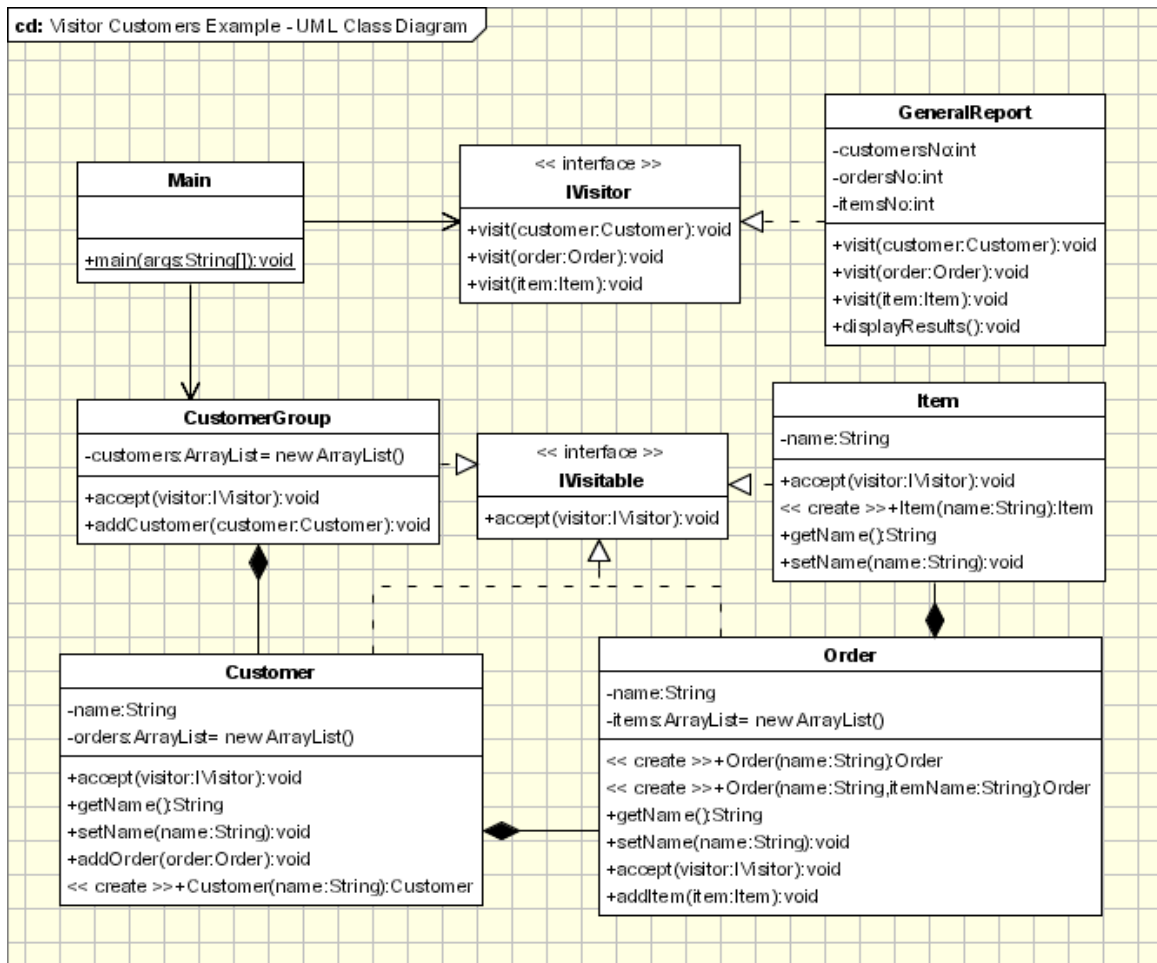 cd: Visitor Customers Example - UML Class Diagram
GeneralReport
-customersNo:int
-ordersNo:int
-itemsNo:int
+visit(customer:Customer):void
+visit(order:Order):void
+visit(item:Item):void
+displayResults():void
<< interface >>
IVisitor
+visit(customer:Customer):void
+visit(order:Order):void
+visit(item:Item):void
Main
+main(args:String[]):void
CustomerGroup
-customers:ArrayList= new ArrayList()
+accept(visitor:IVisitor):void
+addCustomer(customer:Customer):void
<< interface >>
IVisitable
+accept(visitor:IVisitor):void
Item
-name:String
+accept(visitor:IVisitor):void
<< create >>+Item(name:String):Item
+getName():String
+setName(name:String):void
Customer
-name:String
-orders:ArrayList= new ArrayList()
+accept(visitor:IVisitor):void
+getName():String
+setName(name:String):void
+addOrder(order:Order):void
<< create >>+Customer(name:String):Customer
Order
-name:String
-items:ArrayList= new ArrayList()
<< create >>+Order(name:String):Order
<< create >>+Order(name:String,itemName:String):Order
+getName():String
+setName(name:String):void
+accept(visitor:IVisitor):void
+addItem(item:Item):void